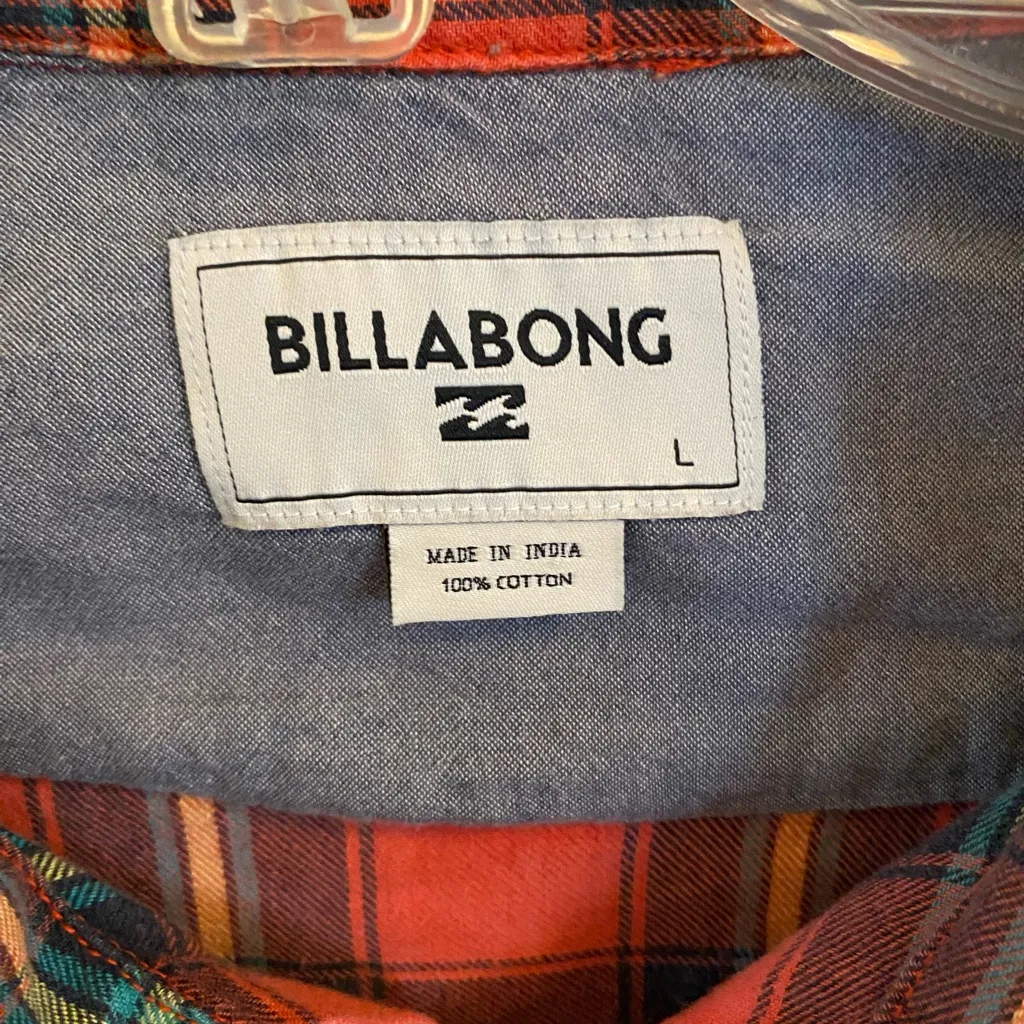 BILLABONG
L
MADE IN INDIA
100% COTTON